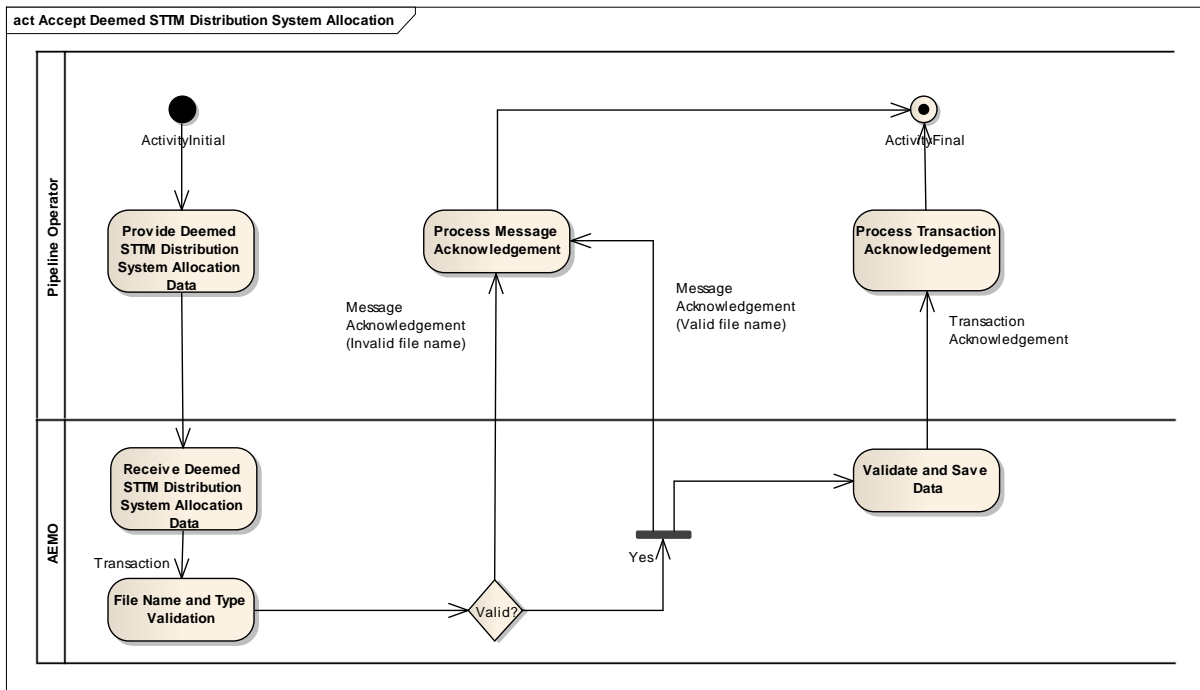 act Accept Deemed STTM Distribution System Allocation
Pipeline Operator
ActivityInitial
ActivityFinal
Provide Deemed
STTM Distribution
System Allocation
Data
Process Message
Acknowledgement
Process Transaction
Acknowledgement
Message
Acknowledgement
(Invalid file name)
Message
Acknowledgement
(Valid file name)
Transaction
Acknowledgement
AEMO
Receive Deemed
STTM Distribution
System Allocation
Data
Validate and Save
Data
Transaction
Yes
File Name and Type
Validation
Valid?